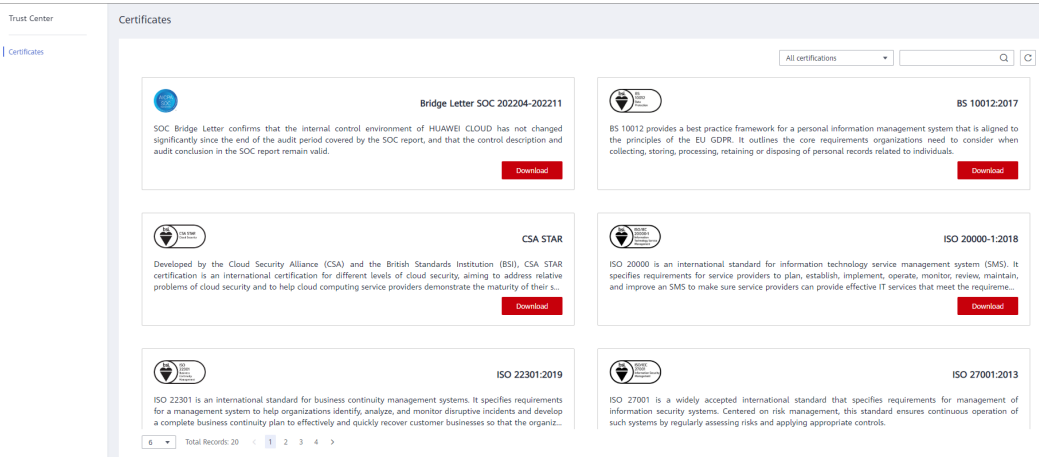 Trust Center
Certificates
Certificates
All certifications
Bridge Letter SOC 202204-202211
SOC Bridge Letter confirms that the internal control environment of HUAWEI CLOUD has not changed
significantly since the end of the audit period covered by the SOC report, and that the control description and
audit conclusion in the SOC report remain valid.
Download
BS 10012:2017
BS 10012 provides a best practice framework for a personal information management system that is aligned to
the principles of the EU GDPR. It outlines the core requirements organizations need to consider when
collecting, storing, processing, retaining or disposing of personal records related to individuals.
Download
CSA STAR
Developed by the Cloud Security Alliance (CSA) and the British Standards Institution (BSI), CSA STAR
certification is an international certification for different levels of cloud security, aiming to address relative
problems of cloud security and to help cloud computing service providers demonstrate the maturity of their s...
Download
ISO 20000-1:2018
ISO 20000 is an international standard for information technology service management system (SMS). It
specifies requirements for service providers to plan, establish, implement, operate, monitor, review, maintain,
and improve an SMS to make sure service providers can provide effective IT services that meet the requireme...
Download
ISO 22301:2019
ISO 22301 is an international standard for business continuity management systems. It specifies requirements
for a management system to help organizations identify, analyze, and monitor disruptive incidents and develop
a complete business continuity plan to effectively and quickly recover customer businesses so that the organiz...
ISO 27001:2013
ISO 27001 is a widely accepted international standard that specifies requirements for management of
information security systems. Centered on risk management, this standard ensures continuous operation of
such systems by regularly assessing risks and applying appropriate controls.
6 Total Records: 20 < 1 2 3 4 >